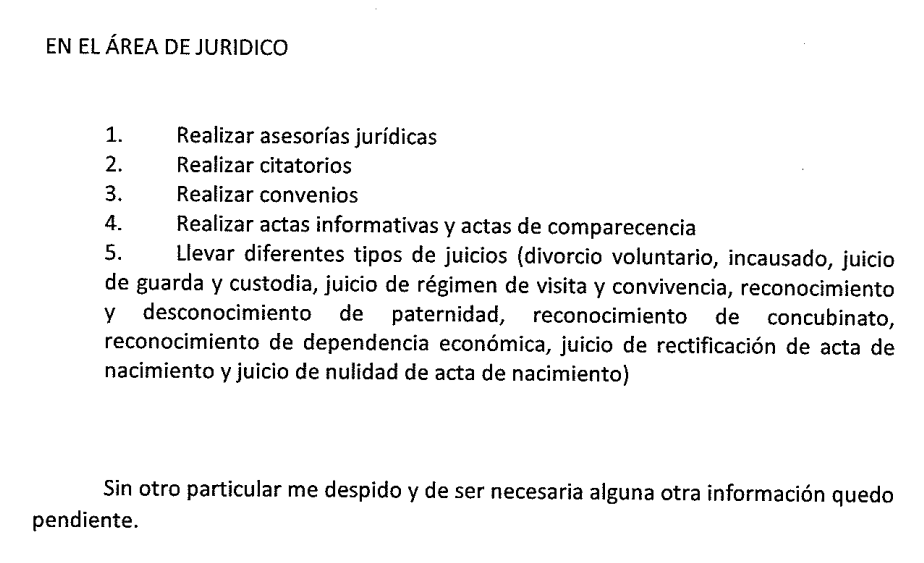 EN EL ÁREA DE JURIDICO
1. Realizar asesorías jurídicas
2. Realizar citatorios
3. Realizar convenios
4. Realizar actas informativas y actas de comparecencia
5. Llevar diferentes tipos de juicios (divorcio voluntario, incausado, juicio
de guarda y custodia, juicio de régimen de visita y convivencia, reconocimiento
y desconocimiento de paternidad, reconocimiento de concubinato,
reconocimiento de dependencia económica, juicio de rectificación de acta de
nacimiento y juicio de nulidad de acta de nacimiento)
Sin otro particular me despido y de ser necesaria alguna otra información quedo
pendiente.